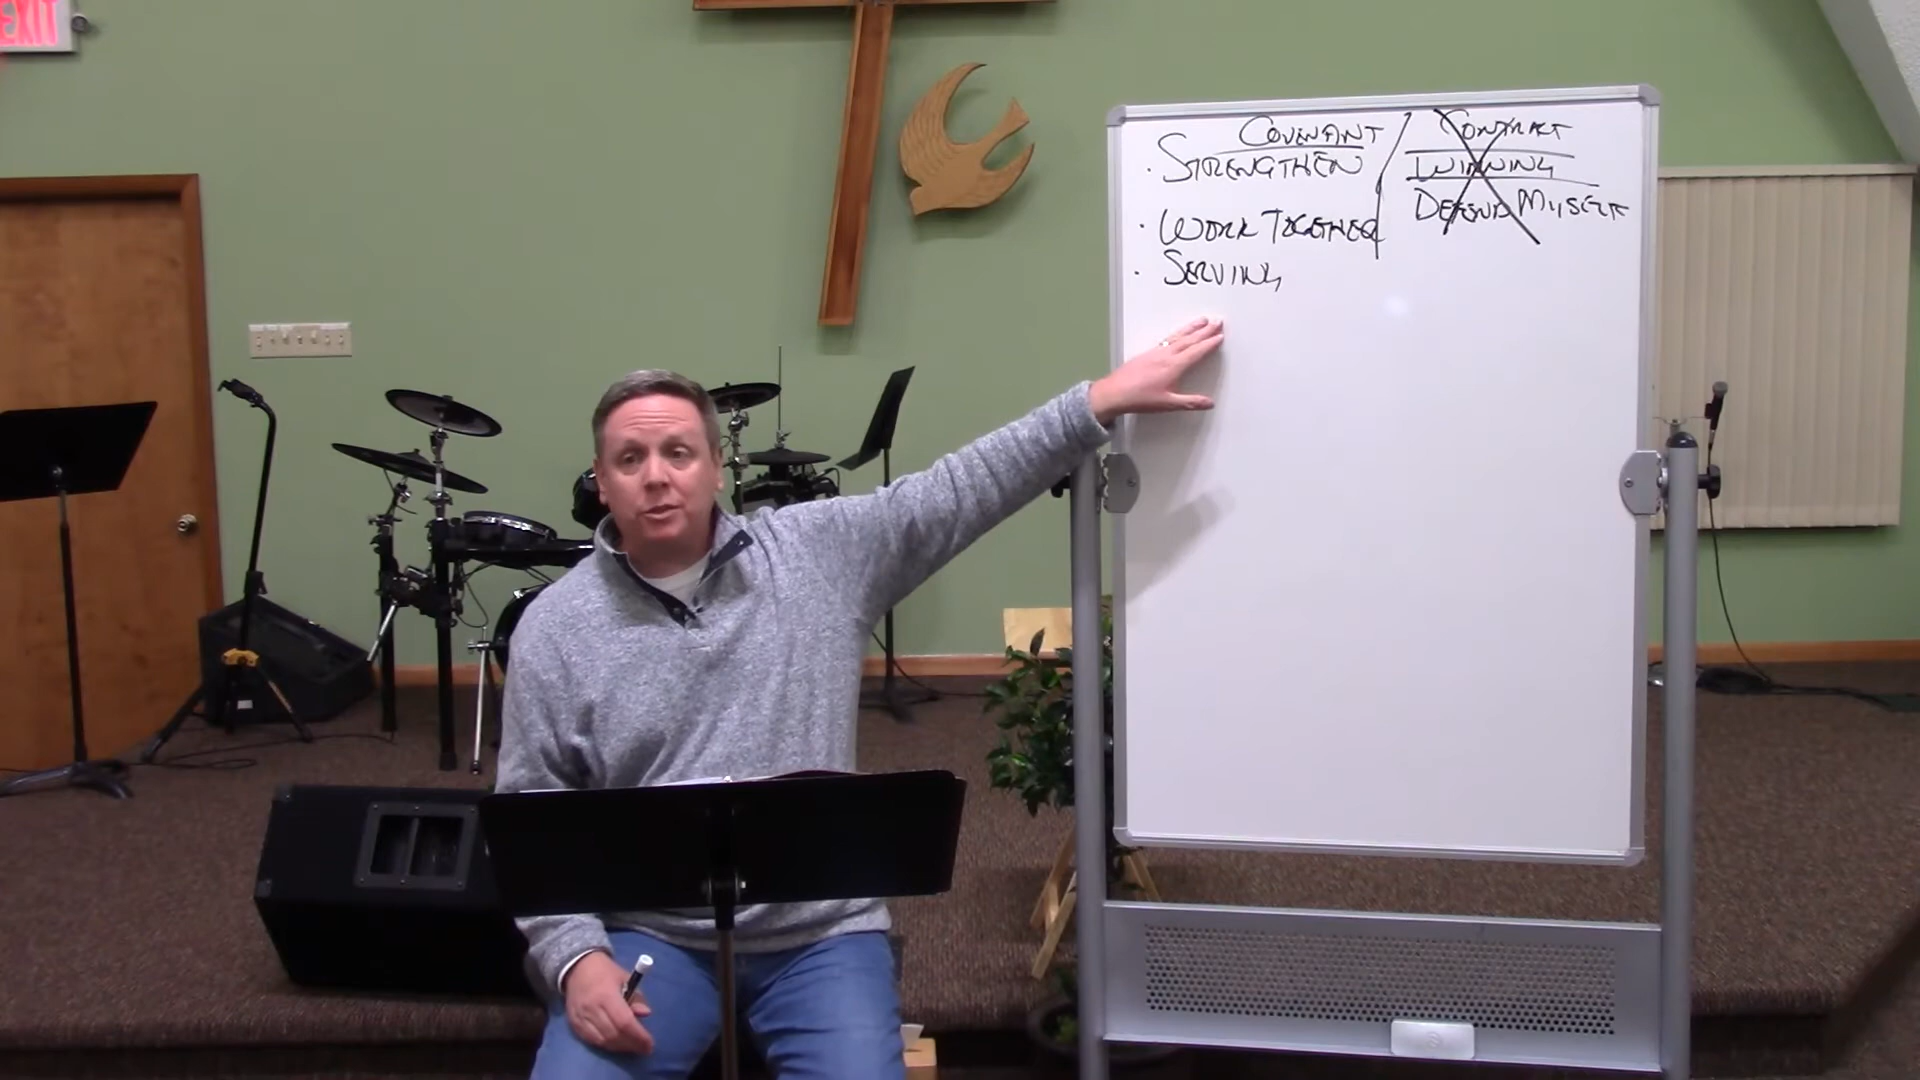 EXIT
COVENANT / CONTRACT
· STRENGTHEN
WINNING
DEFEND MYSELF
· WORK TOGETHER
· SERVING